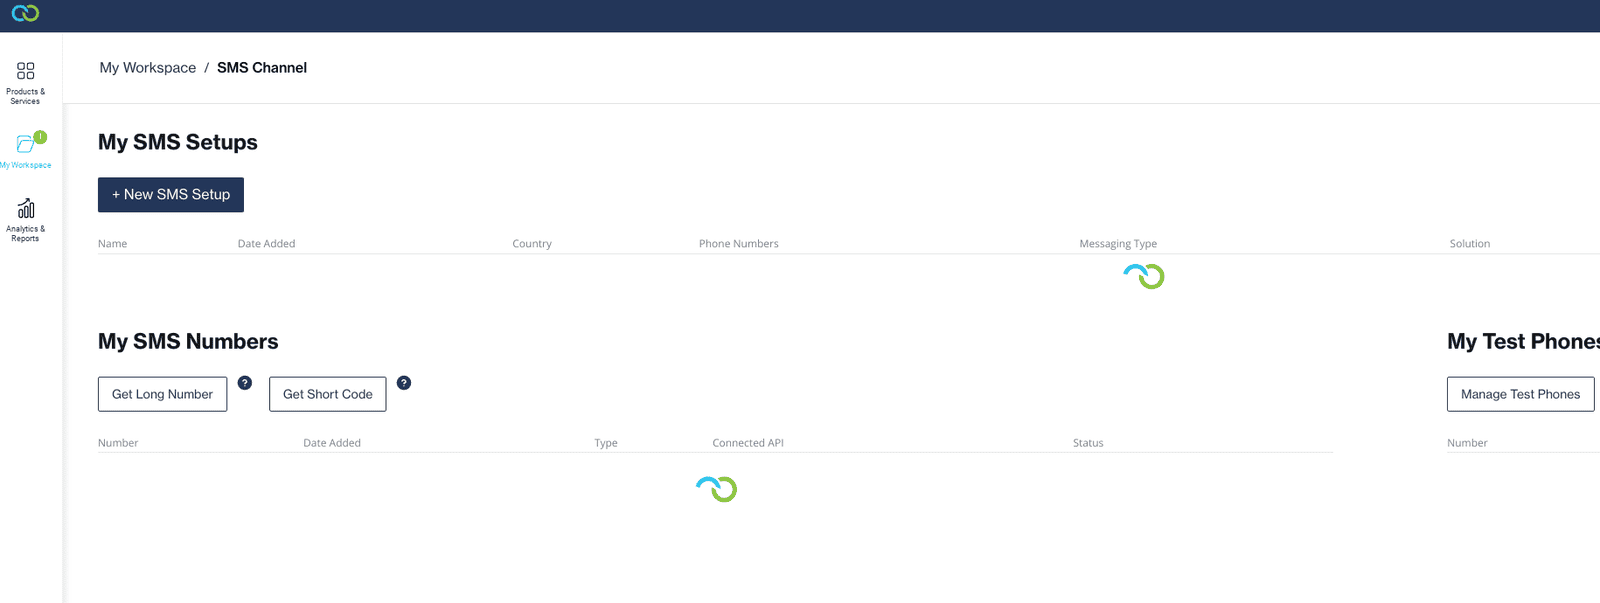 My Workspace / SMS Channel
Products &
Services
!
My Workspace
Analytics &
Reports
My SMS Setups
+ New SMS Setup
Name Date Added Country Phone Numbers Messaging Type Solution
My SMS Numbers
Get Long Number ? Get Short Code ?
Number Date Added Type Connected API Status
My Test Phones
Manage Test Phones
Number